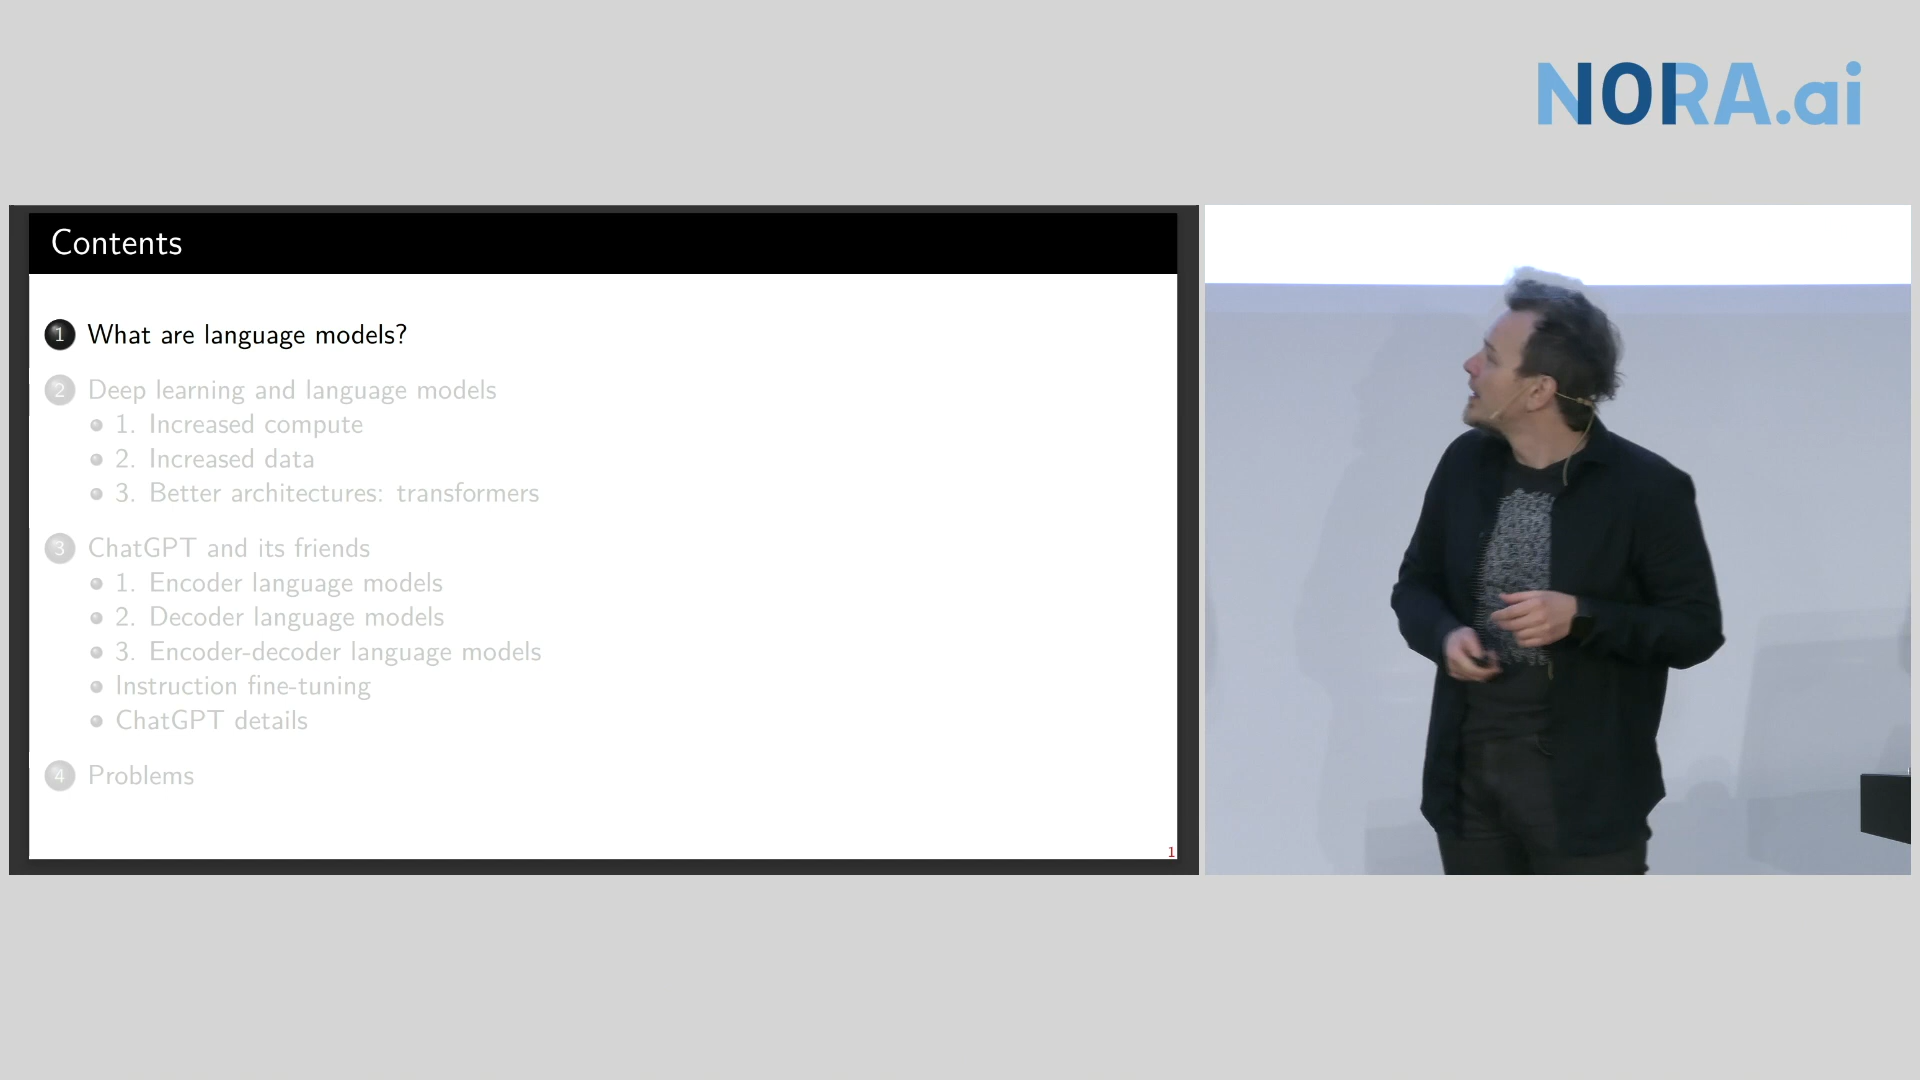 NORA.ai
Contents
1 What are language models?
2 Deep learning and language models
1. Increased compute
2. Increased data
3. Better architectures: transformers
3 ChatGPT and its friends
1. Encoder language models
2. Decoder language models
3. Encoder-decoder language models
Instruction fine-tuning
ChatGPT details
4 Problems
1